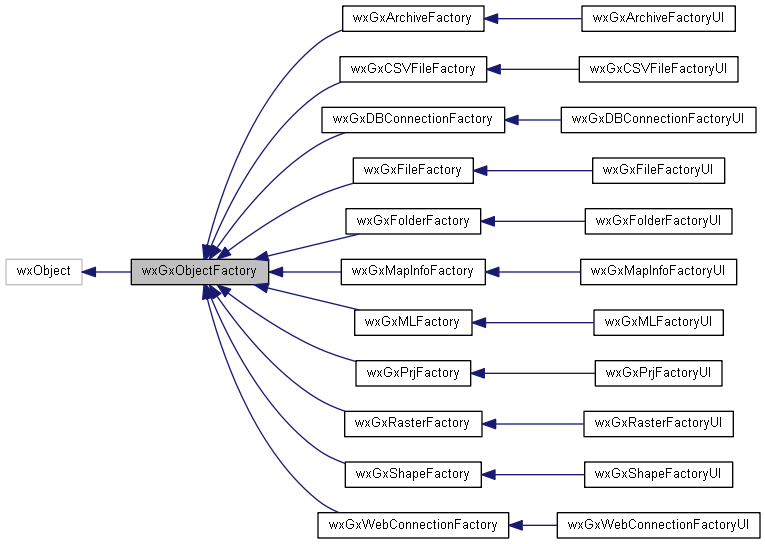 wxGxArchiveFactory
wxGxArchiveFactoryUI
wxGxCSVFileFactory
wxGxCSVFileFactoryUI
wxGxDBConnectionFactory
wxGxDBConnectionFactoryUI
wxGxFileFactory
wxGxFileFactoryUI
wxGxFolderFactory
wxGxFolderFactoryUI
wxObject
wxGxObjectFactory
wxGxMapInfoFactory
wxGxMapInfoFactoryUI
wxGxMLFactory
wxGxMLFactoryUI
wxGxPrjFactory
wxGxPrjFactoryUI
wxGxRasterFactory
wxGxRasterFactoryUI
wxGxShapeFactory
wxGxShapeFactoryUI
wxGxWebConnectionFactory
wxGxWebConnectionFactoryUI